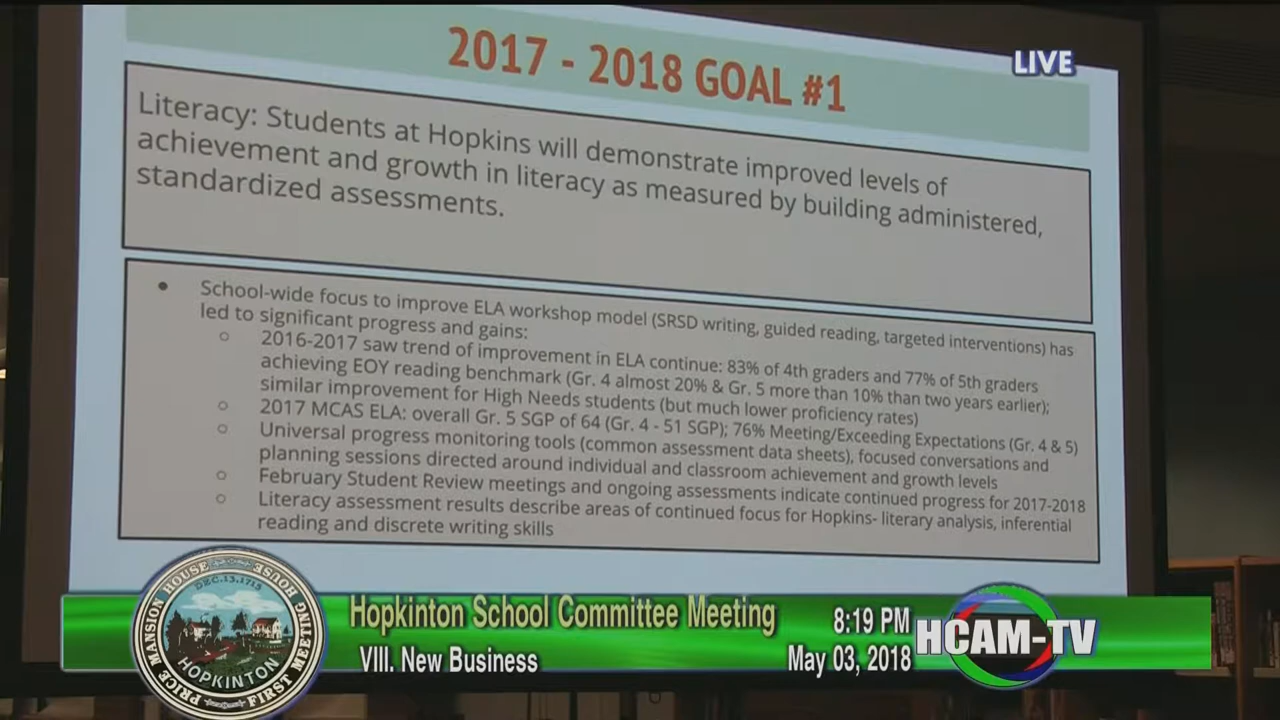 2017 - 2018 GOAL #1
LIVE
Literacy: Students at Hopkins will demonstrate improved levels of
achievement and growth in literacy as measured by building administered,
standardized assessments.
• School-wide focus to improve ELA workshop model (SRSD writing, guided reading, targeted interventions) has
led to significant progress and gains:
○ 2016-2017 saw trend of improvement in ELA continue: 83% of 4th graders and 77% of 5th graders
achieving EOY reading benchmark (Gr. 4 almost 20% & Gr. 5 more than 10% than two years earlier);
similar improvement for High Needs students (but much lower proficiency rates)
○ 2017 MCAS ELA: overall Gr. 5 SGP of 64 (Gr. 4 - 51 SGP); 76% Meeting/Exceeding Expectations (Gr. 4 & 5)
○ Universal progress monitoring tools (common assessment data sheets), focused conversations and
planning sessions directed around individual and classroom achievement and growth levels
○ February Student Review meetings and ongoing assessments indicate continued progress for 2017-2018
○ Literacy assessment results describe areas of continued focus for Hopkins- literary analysis, inferential
reading and discrete writing skills
PRICE MANSION HOUSE
FIRST MEETING HOUSE
DEC.13.1715
HOPKINTON
Hopkinton School Committee Meeting
8:19 PM
HCAM-TV
VIII. New Business
May 03, 2018